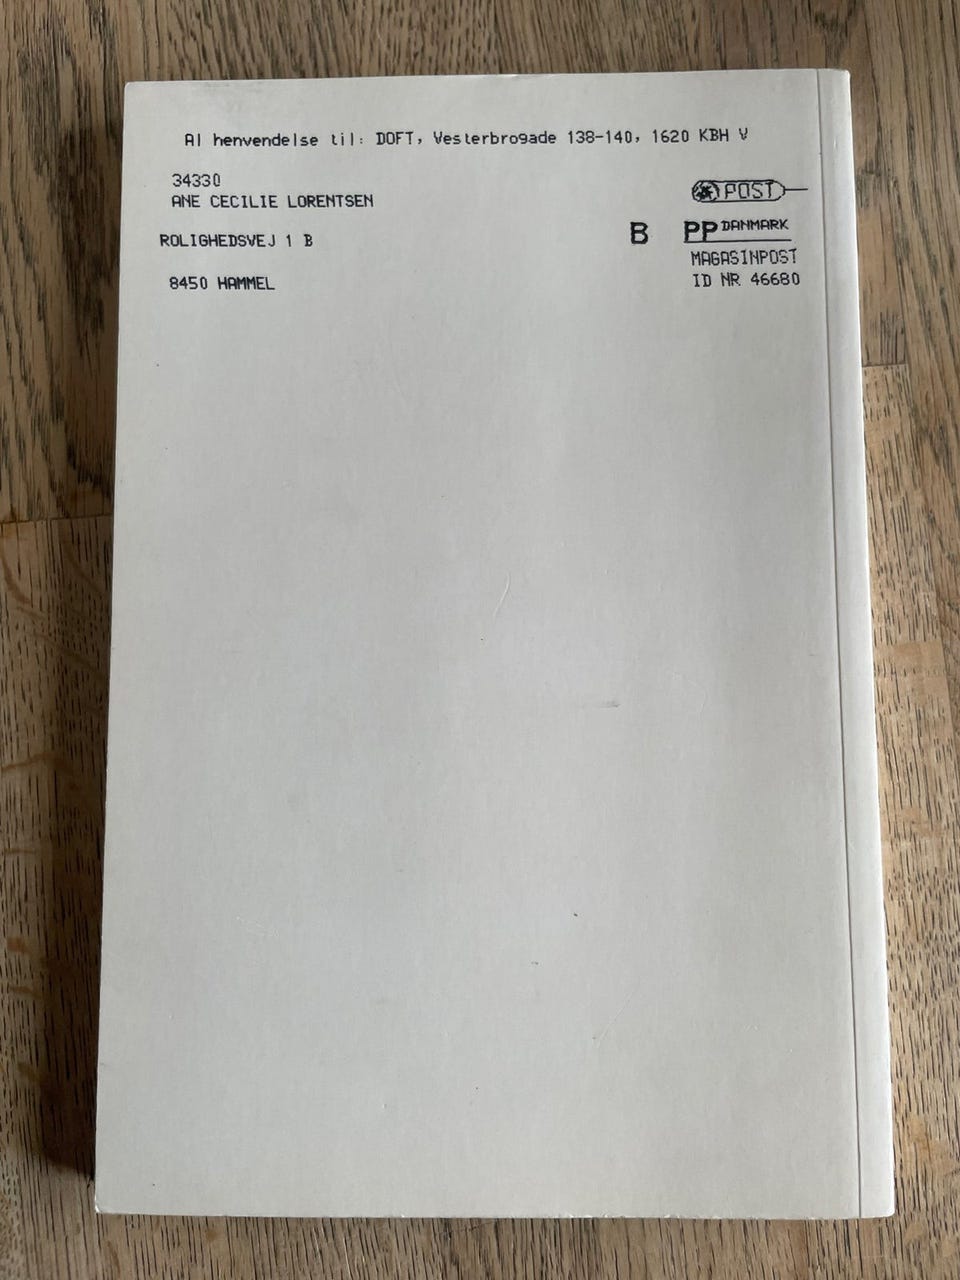 Al henvendelse til: DOFT, Vesterbrogade 138-140, 1620 KBH V
34330
ANE CECILIE LORENTSEN
ROLIGHEDSVEJ 1 B
8450 HAMMEL
POST
B PP DANMARK
MAGASINPOST
ID NR 46680